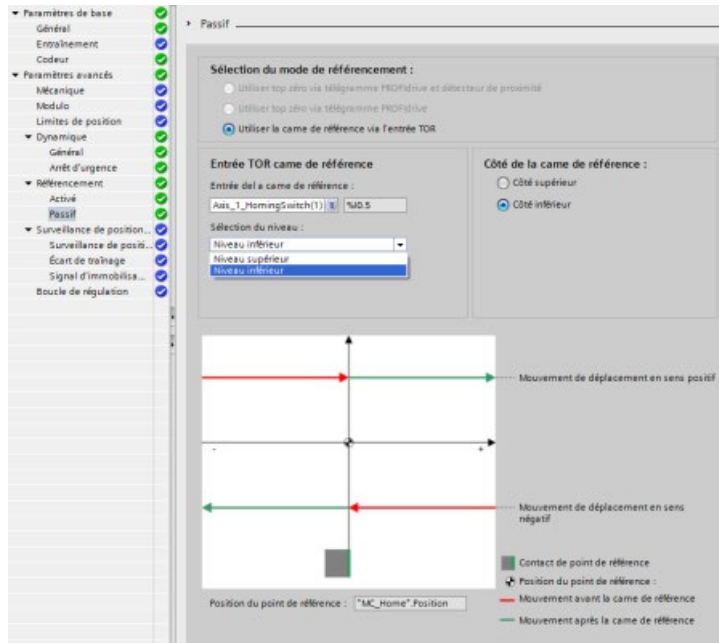 Paramètres de base
Général
Entraînement
Codeur
Paramètres avancés
Mécanique
Modulo
Limites de position
Dynamique
Général
Arrêt d'urgence
Référencement
Activé
Passif
Surveillance de position...
Surveillance de positi...
Écart de traînage
Signal d'immobilisa...
Boucle de régulation
Passif
Sélection du mode de référencement :
Utiliser top zéro via télégramme PROFIdrive et détecteur de proximité
Utiliser top zéro via télégramme PROFIdrive
Utiliser la came de référence via l'entrée TOR
Entrée TOR came de référence
Entrée del a came de référence :
Axis_1_HomingSwitch(1) %I0.5
Sélection du niveau :
Niveau inférieur
Niveau supérieur
Niveau inférieur
Côté de la came de référence :
Côté supérieur
Côté inférieur
Mouvement de déplacement en sens positif
- +
Mouvement de déplacement en sens
négatif
Contact de point de référence
Position du point de référence :
Mouvement avant la came de référence
Mouvement après la came de référence
Position du point de référence : "MC_Home".Position